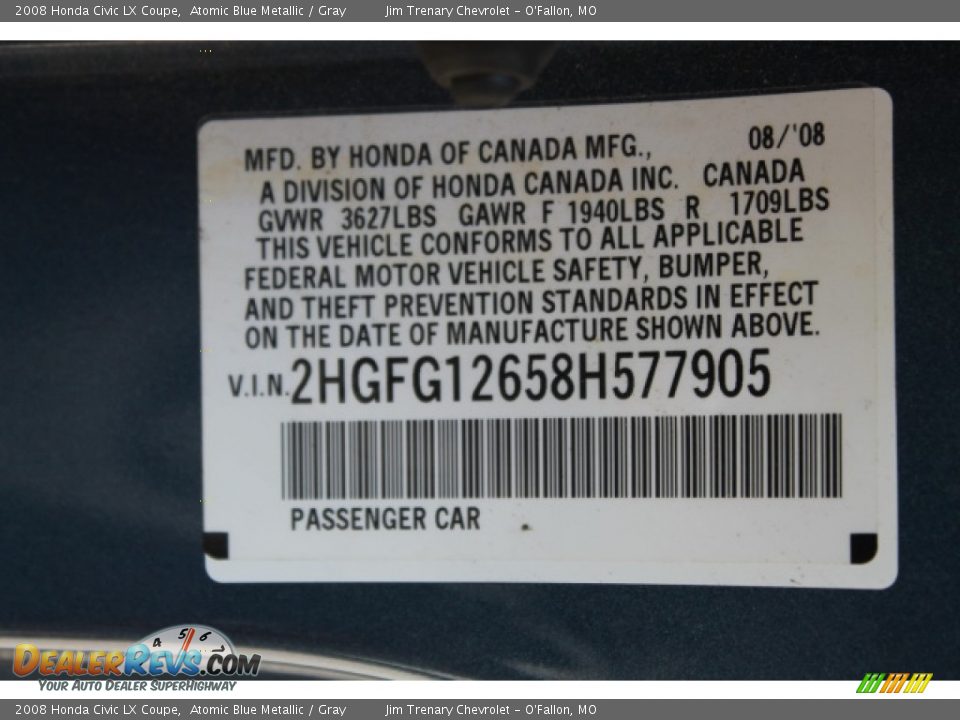 2008 Honda Civic LX Coupe, Atomic Blue Metallic / Gray Jim Trenary Chevrolet - O'Fallon, MO
08/'08
MFD. BY HONDA OF CANADA MFG.,
A DIVISION OF HONDA CANADA INC. CANADA
GVWR 3627LBS GAWR F 1940LBS R 1709LBS
THIS VEHICLE CONFORMS TO ALL APPLICABLE
FEDERAL MOTOR VEHICLE SAFETY, BUMPER,
AND THEFT PREVENTION STANDARDS IN EFFECT
ON THE DATE OF MANUFACTURE SHOWN ABOVE.
V.I.N. 2HGFG12658H577905
PASSENGER CAR
4 5 6 7
DEALERREVS.COM
YOUR AUTO DEALER SUPERHIGHWAY
2008 Honda Civic LX Coupe, Atomic Blue Metallic / Gray Jim Trenary Chevrolet - O'Fallon, MO